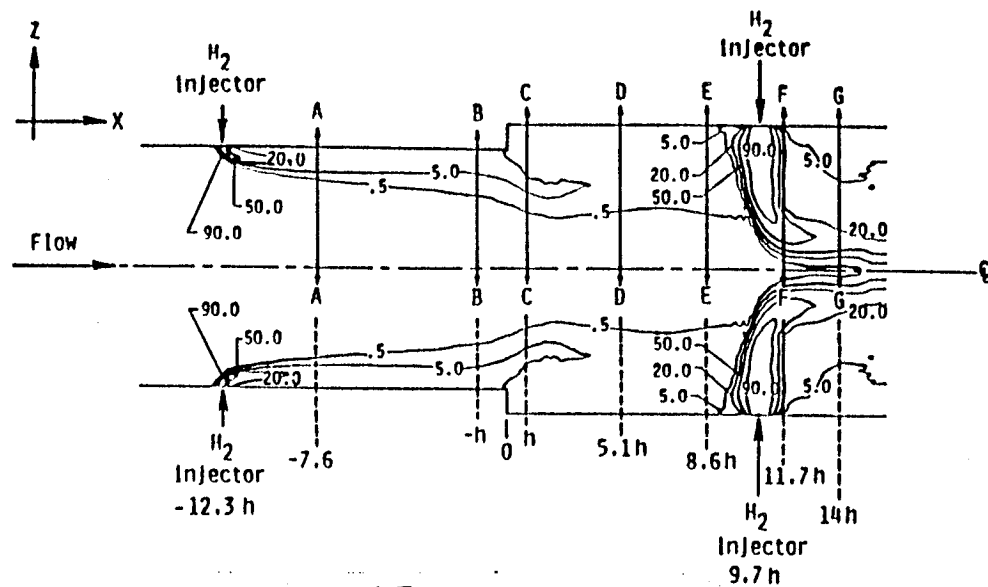 Z
X
H2
Injector
H2
Injector
A
B
C
D
E
F
G
20.0
5.0
.5
50.0
90.0
5.0
20.0
50.0
90.0
5.0
20.0
.5
Flow
A
B
C
D
E
F
G
90.0
50.0
20.0
.5
5.0
.5
50.0
20.0
5.0
90.0
5.0
20.0
H2
Injector
-12.3 h
-7.6
-h
0
h
5.1h
8.6h
11.7h
14h
H2
Injector
9.7h